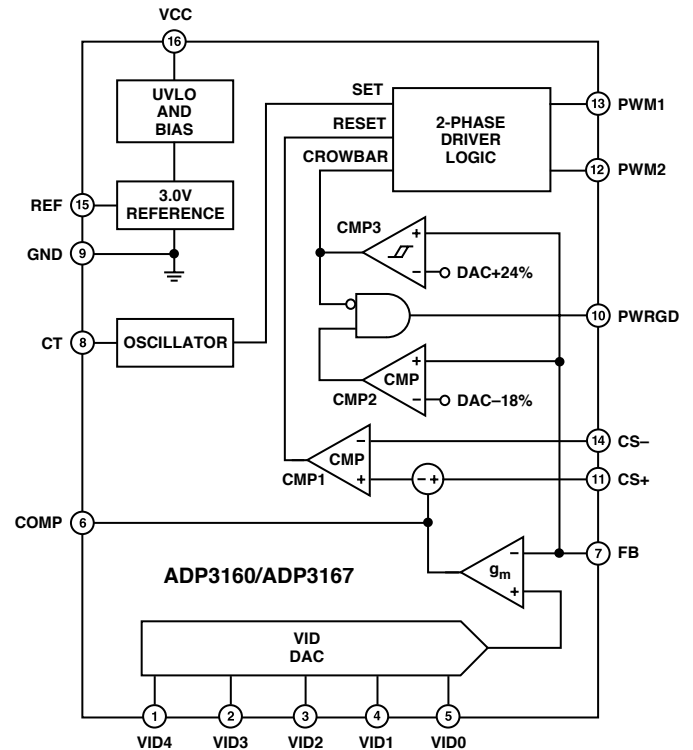 VCC
16
UVLO
AND
BIAS
SET
RESET
CROWBAR
2-PHASE
DRIVER
LOGIC
13 PWM1
12 PWM2
REF 15
3.0V
REFERENCE
GND 9
CMP3
+
– DAC+24%
CT 8
OSCILLATOR
10 PWRGD
CMP
+
– DAC–18%
CMP2
14 CS–
CMP
–
+
CMP1
– +
11 CS+
COMP 6
7 FB
gm
–
+
ADP3160/ADP3167
VID
DAC
1 2 3 4 5
VID4 VID3 VID2 VID1 VID0